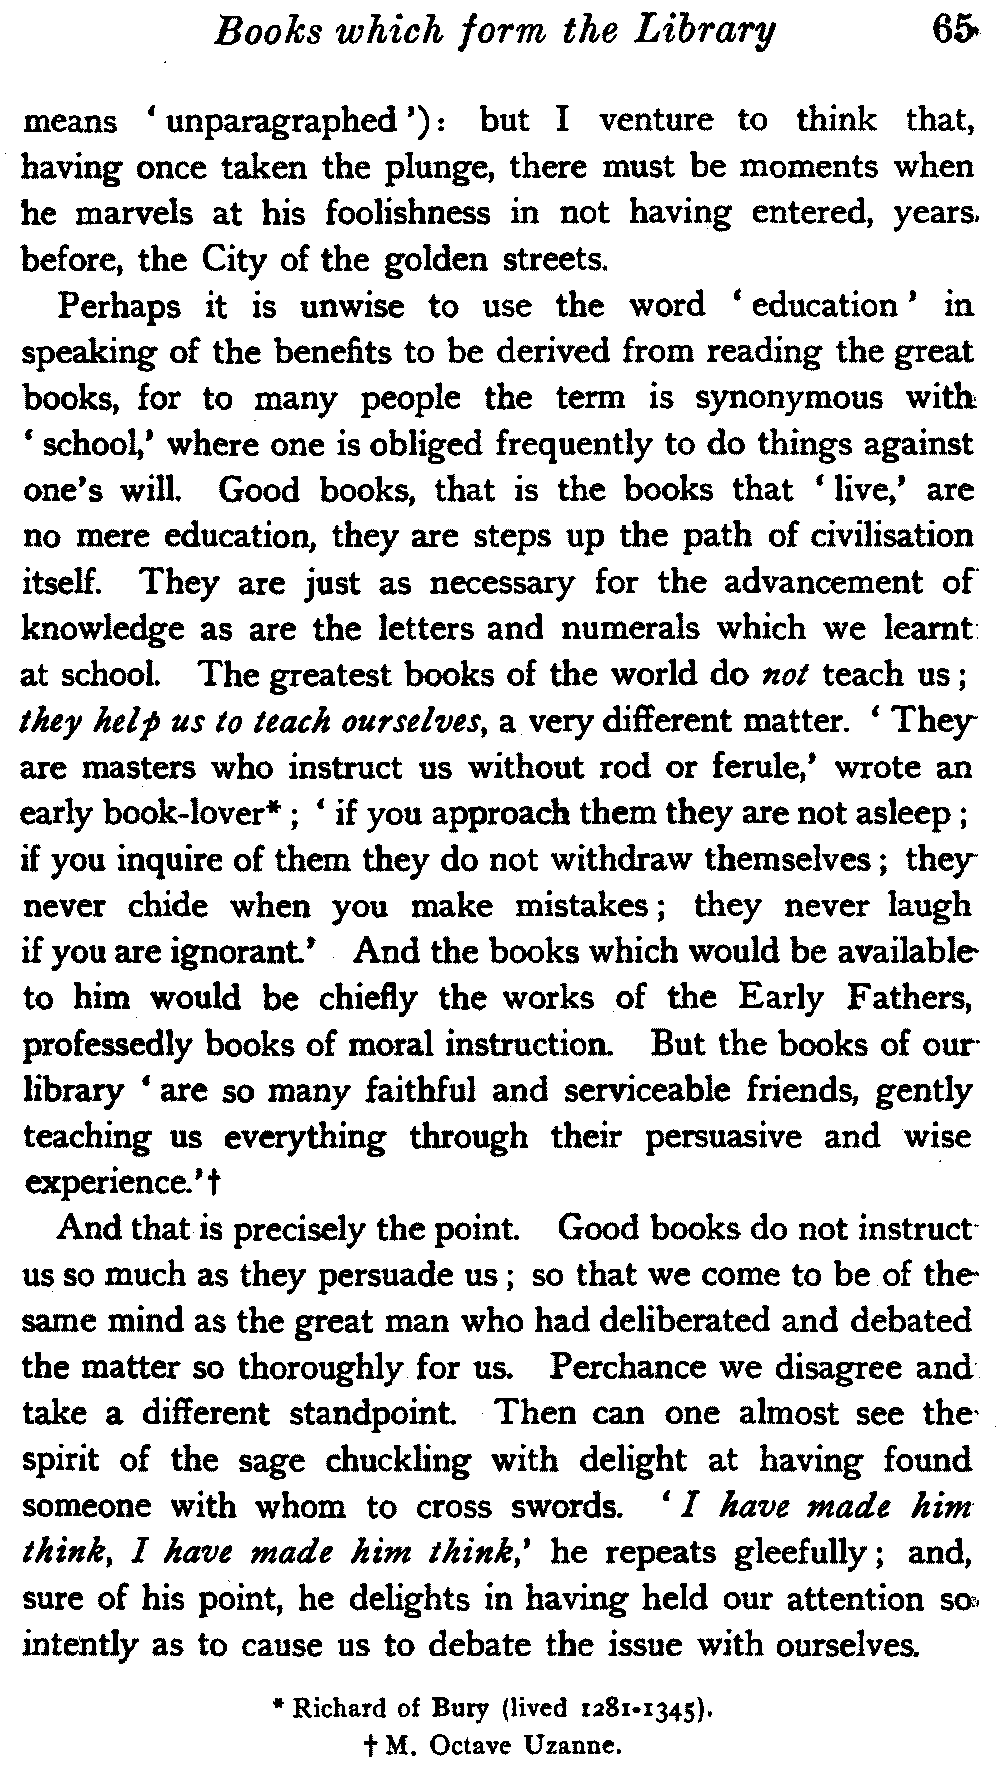 Books which form the Library 65
means ‘unparagraphed’): but I venture to think that,
having once taken the plunge, there must be moments when
he marvels at his foolishness in not having entered, years
before, the City of the golden streets.
Perhaps it is unwise to use the word ‘education’ in
speaking of the benefits to be derived from reading the great
books, for to many people the term is synonymous with
‘school,’ where one is obliged frequently to do things against
one's will. Good books, that is the books that ‘live,’ are
no mere education, they are steps up the path of civilisation
itself. They are just as necessary for the advancement of
knowledge as are the letters and numerals which we learnt
at school. The greatest books of the world do not teach us;
they help us to teach ourselves, a very different matter. ‘They
are masters who instruct us without rod or ferule,’ wrote an
early book-lover*; ‘if you approach them they are not asleep;
if you inquire of them they do not withdraw themselves; they
never chide when you make mistakes; they never laugh
if you are ignorant.’ And the books which would be available
to him would be chiefly the works of the Early Fathers,
professedly books of moral instruction. But the books of our
library ‘are so many faithful and serviceable friends, gently
teaching us everything through their persuasive and wise
experience.’†
And that is precisely the point. Good books do not instruct
us so much as they persuade us; so that we come to be of the
same mind as the great man who had deliberated and debated
the matter so thoroughly for us. Perchance we disagree and
take a different standpoint. Then can one almost see the
spirit of the sage chuckling with delight at having found
someone with whom to cross swords. ‘I have made him
think, I have made him think,’ he repeats gleefully; and,
sure of his point, he delights in having held our attention so
intently as to cause us to debate the issue with ourselves.
* Richard of Bury (lived 1281-1345).
† M. Octave Uzanne.